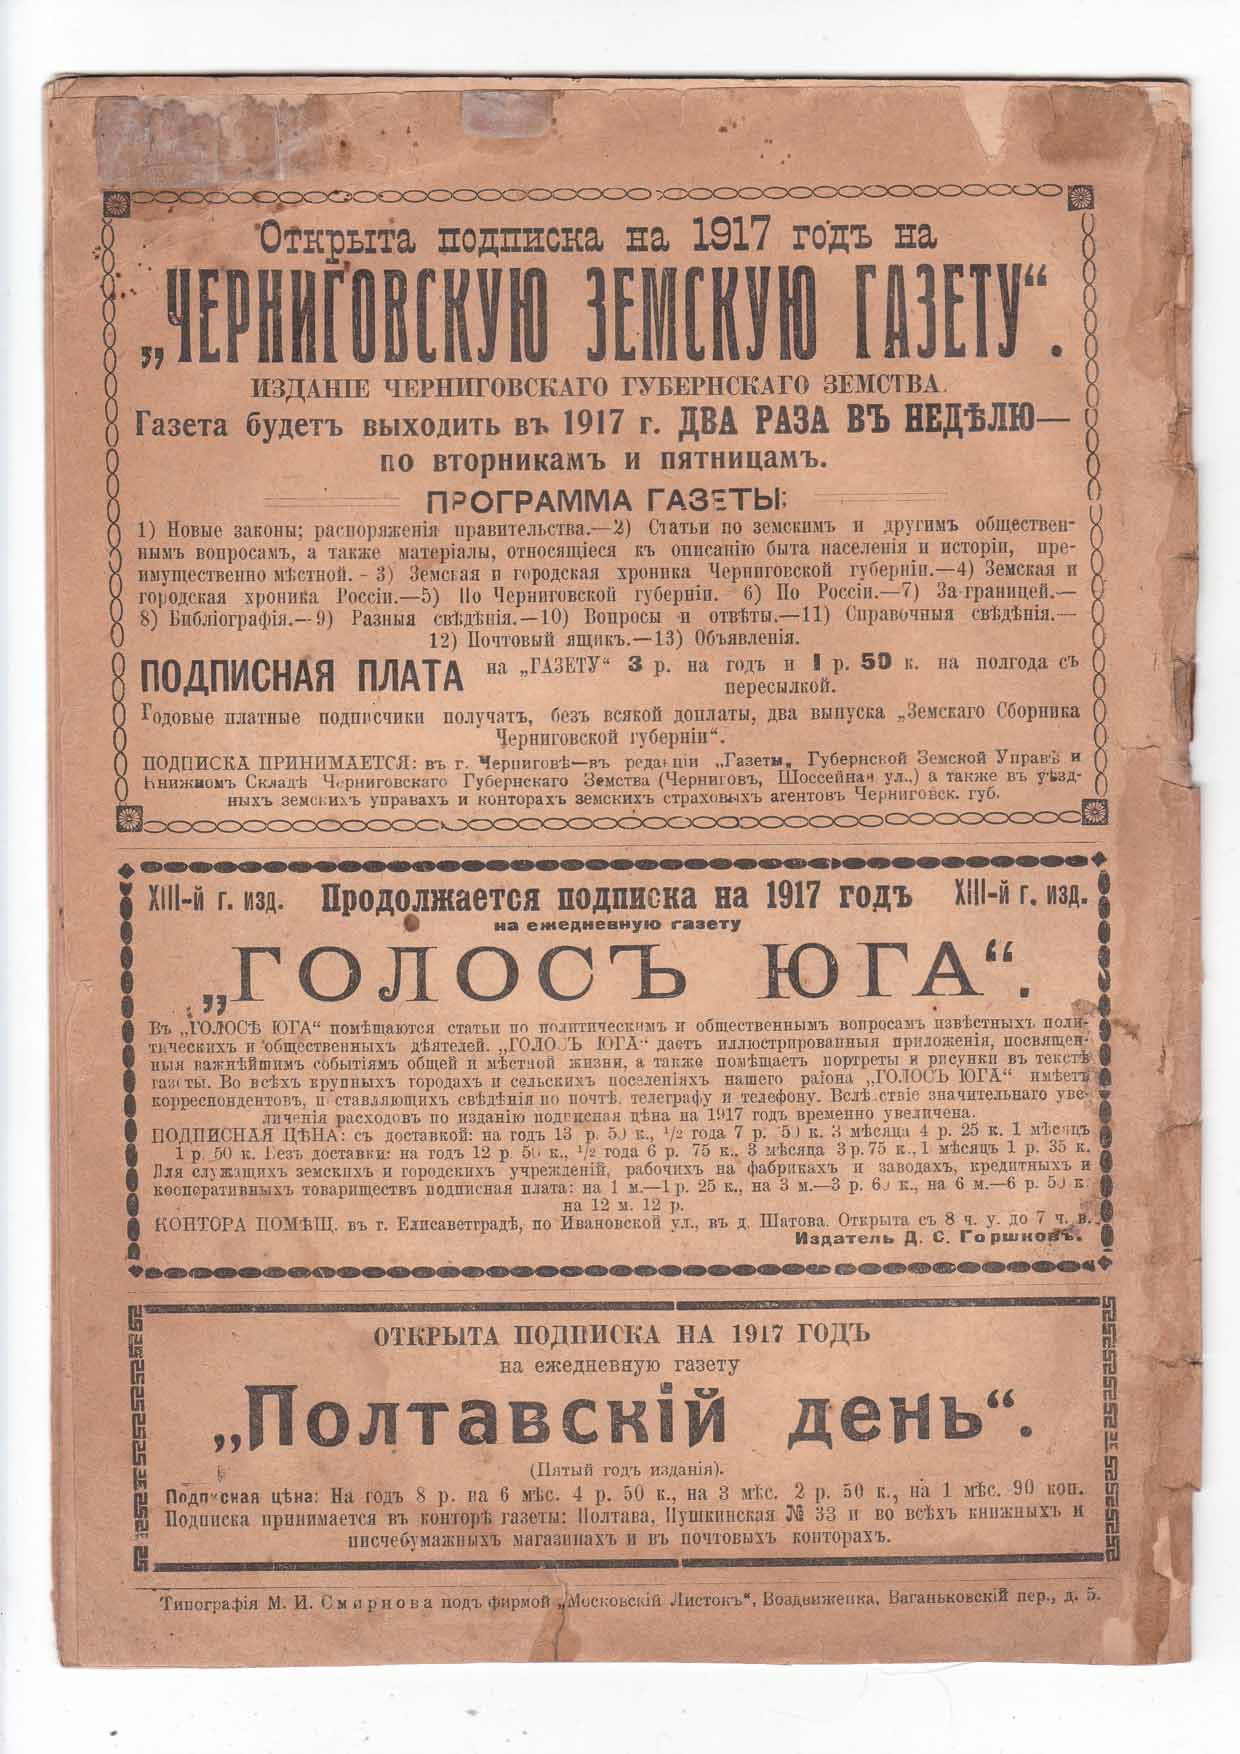 Открыта подписка на 1917 годъ на
„ЧЕРНИГОВСКУЮ ЗЕМСКУЮ ГАЗЕТУ“.
ИЗДАНІЕ ЧЕРНИГОВСКАГО ГУБЕРНСКАГО ЗЕМСТВА.
Газета будетъ выходить въ 1917 г. ДВА РАЗА ВЪ НЕДѢЛЮ—
по вторникамъ и пятницамъ.
ПРОГРАММА ГАЗЕТЫ:
1) Новые законы; распоряженія правительства.—2) Статьи по земскимъ и другимъ обществен-
нымъ вопросамъ, а также матеріалы, относящіеся къ описанію быта населенія и исторіи, пре-
имущественно мѣстной. - 3) Земская и городская хроника Черниговской губерніи.—4) Земская и
городская хроника Россіи.—5) По Черниговской губерніи. 6) По Россіи.—7) За границей.—
8) Библіографія.—9) Разныя свѣдѣнія.—10) Вопросы и отвѣты.—11) Справочныя свѣдѣнія.—
12) Почтовый ящикъ.—13) Объявленія.
ПОДПИСНАЯ ПЛАТА на „ГАЗЕТУ“ 3 р. на годъ и 1 р. 50 к. на полгода съ
пересылкой.
Годовые платные подписчики получатъ, безъ всякой доплаты, два выпуска „Земскаго Сборника
Черниговской губерніи“.
ПОДПИСКА ПРИНИМАЕТСЯ: въ г. Черниговѣ—въ редакціи „Газеты„ Губернской Земской Управѣ и
Книжномъ Складѣ Черниговскаго Губернскаго Земства (Черниговъ, Шоссейная ул.,) а также въ уѣзд-
ныхъ земскихъ управахъ и конторахъ земскихъ страховыхъ агентовъ Черниговск. губ.
XIII-й г. изд. Продолжается подписка на 1917 годъ XIII-й г. изд.
на ежедневную газету
„ГОЛОСЪ ЮГА“.
Въ „ГОЛОСѢ ЮГА“ помѣщаются статьи по политическимъ и общественнымъ вопросамъ извѣстныхъ поли-
тическихъ и общественныхъ дѣятелей. „ГОЛОСЪ ЮГА“ даетъ иллюстрированныя приложенія, посвящен-
ныя важнѣйшимъ событіямъ общей и мѣстной жизни, а также помѣщаетъ портреты и рисунки въ текстѣ
газеты. Во всѣхъ крупныхъ городахъ и сельскихъ поселеніяхъ нашего района „ГОЛОСЪ ЮГА“ имѣетъ
корреспондентовъ, поставляющихъ свѣдѣнія по почтѣ, телеграфу и телефону. Вслѣдствіе значительнаго уве-
личенія расходовъ по изданію подписная цѣна на 1917 годъ временно увеличена.
ПОДПИСНАЯ ЦѢНА: съ доставкой: на годъ 13 р. 50 к., 1/2 года 7 р. 50 к. 3 мѣсяца 4 р. 25 к. 1 мѣсяцъ
1 р. 50 к. Безъ доставки: на годъ 12 р. 50 к., 1/2 года 6 р. 75 к., 3 мѣсяца 3 р. 75 к., 1 мѣсяцъ 1 р. 35 к.
Для служащихъ земскихъ и городскихъ учрежденій, рабочихъ на фабрикахъ и заводахъ, кредитныхъ и
кооперативныхъ товариществъ подписная плата: на 1 м.—1 р. 25 к., на 3 м.—3 р. 60 к., на 6 м.—6 р. 50 к.
на 12 м. 12 р.
КОНТОРА ПОМѢЩ. въ г. Елисаветградѣ, по Ивановской ул., въ д. Шатова. Открыта съ 8 ч. у. до 7 ч. в.
Издатель Д. С. Горшковъ.
ОТКРЫТА ПОДПИСКА НА 1917 ГОДЪ
на ежедневную газету
„Полтавскій день“.
(Пятый годъ изданія).
Подписная цѣна: На годъ 8 р. на 6 мѣс. 4 р. 50 к., на 3 мѣс. 2 р. 50 к., на 1 мѣс. 90 коп.
Подписка принимается въ конторѣ газеты: Полтава, Пушкинская № 33 и во всѣхъ книжныхъ и
писчебумажныхъ магазинахъ и въ почтовыхъ конторахъ.
Типографія М. И. Смирнова подъ фирмой „Московскій Листокъ“, Воздвиженка, Ваганьковскій пер., д. 5.